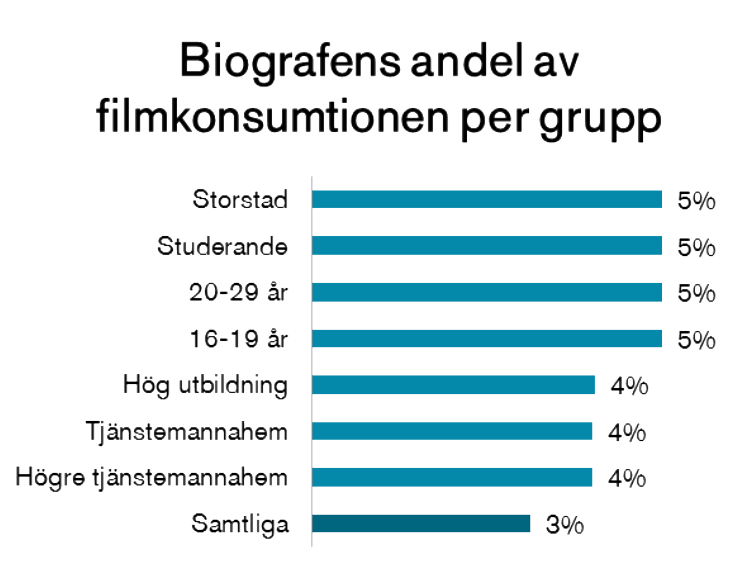 Biografens andel av
filmkonsumtionen per grupp
Storstad 5%
Studerande 5%
20-29 år 5%
16-19 år 5%
Hög utbildning 4%
Tjänstemannahem 4%
Högre tjänstemannahem 4%
Samtliga 3%